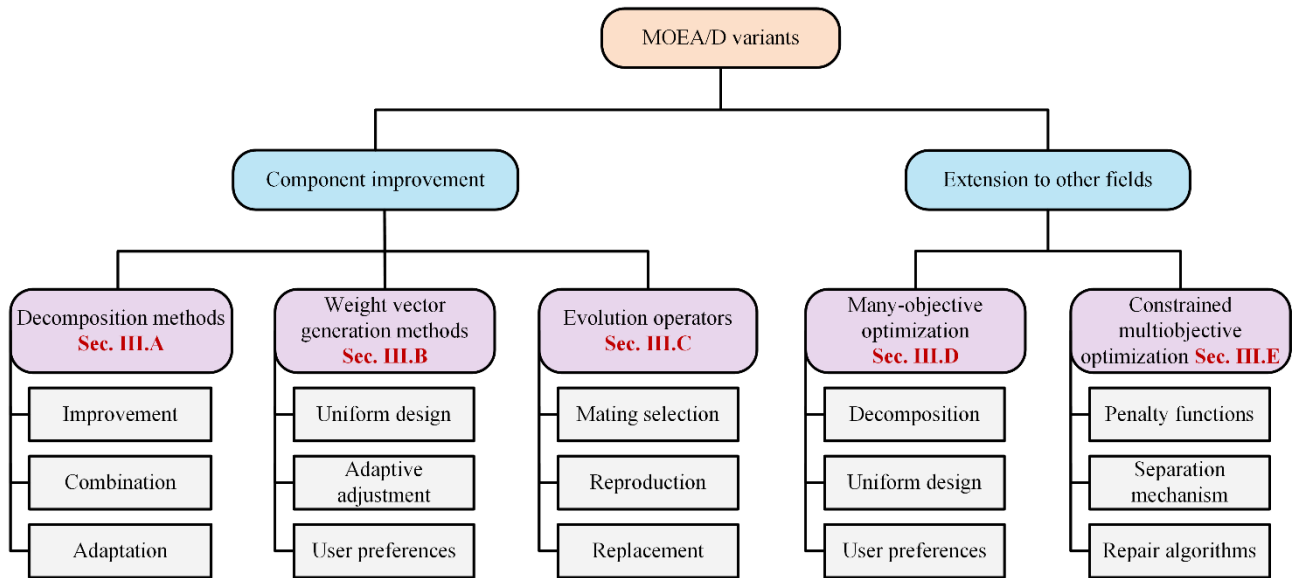 MOEA/D variants
Component improvement
Extension to other fields
Decomposition methods
Sec. III.A
Improvement
Combination
Adaptation
Weight vector
generation methods
Sec. III.B
Uniform design
Adaptive
adjustment
User preferences
Evolution operators
Sec. III.C
Mating selection
Reproduction
Replacement
Many-objective
optimization
Sec. III.D
Decomposition
Uniform design
User preferences
Constrained
multiobjective
optimization Sec. III.E
Penalty functions
Separation
mechanism
Repair algorithms